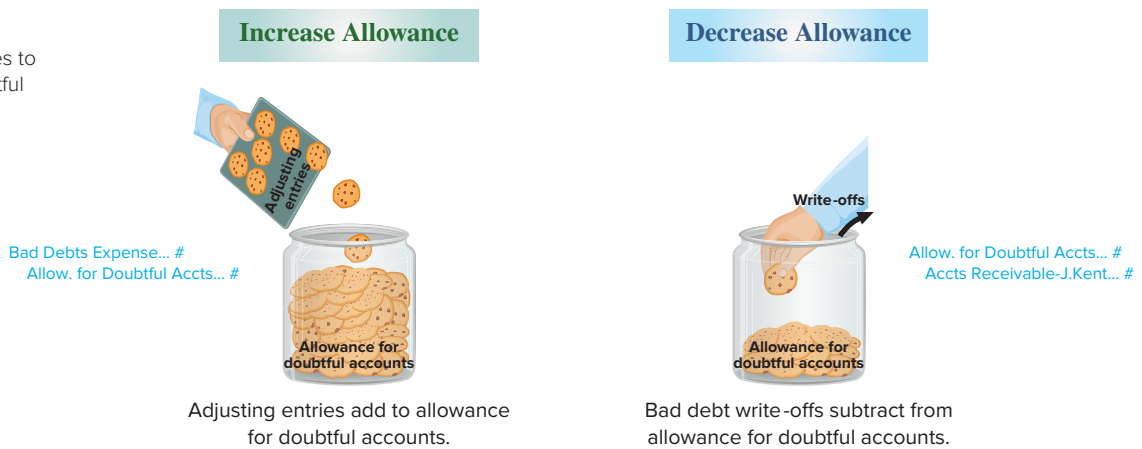 Increase Allowance
Decrease Allowance
es to
tful
Adjusting
entries
Write-offs
Bad Debts Expense... #
Allow. for Doubtful Accts... #
Allow. for Doubtful Accts... #
Accts Receivable-J.Kent... #
Allowance for
doubtful accounts
Allowance for
doubtful accounts
Adjusting entries add to allowance
for doubtful accounts.
Bad debt write-offs subtract from
allowance for doubtful accounts.